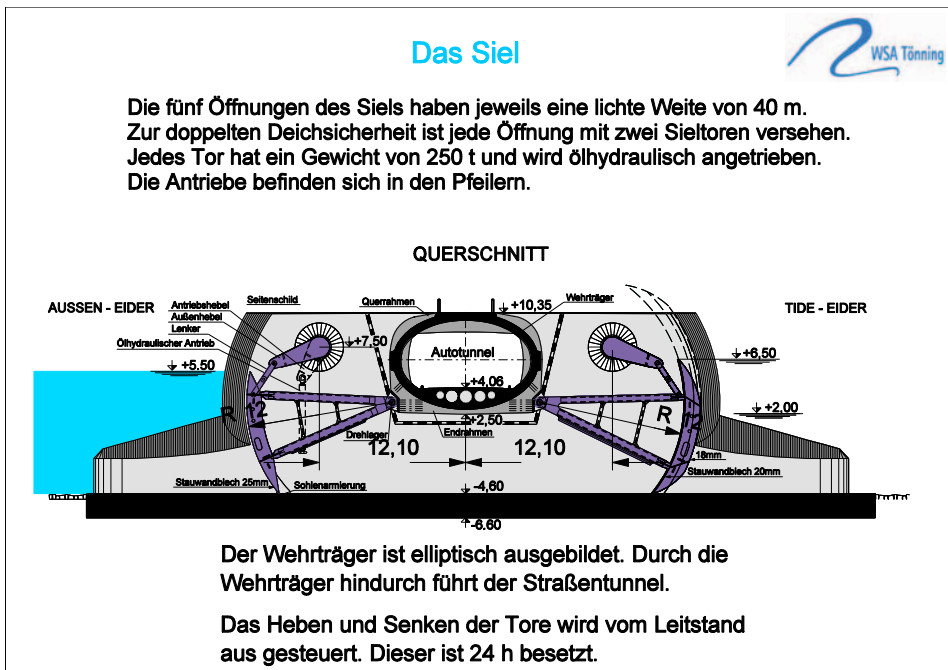 Das Siel
WSA Tönning
Die fünf Öffnungen des Siels haben jeweils eine lichte Weite von 40 m.
Zur doppelten Deichsicherheit ist jede Öffnung mit zwei Sieltoren versehen.
Jedes Tor hat ein Gewicht von 250 t und wird ölhydraulisch angetrieben.
Die Antriebe befinden sich in den Pfeilern.
QUERSCHNITT
AUSSEN - EIDER
Antriebshebel
Außenhebel
Lenker
Ölhydraulischer Antrieb
Seitenschild
Querrahmen
+10,35
Wehrträger
TIDE - EIDER
+7,50
Autotunnel
+6,50
+5.50
+4,06
+2,00
R
12
+2,50
R
Drehlager
Endrahmen
12,10
12,10
18mm
Stauwandblech 20mm
Stauwandblech 25mm
Sohlenarmierung
-4,60
-6.60
Der Wehrträger ist elliptisch ausgebildet. Durch die
Wehrträger hindurch führt der Straßentunnel.
Das Heben und Senken der Tore wird vom Leitstand
aus gesteuert. Dieser ist 24 h besetzt.